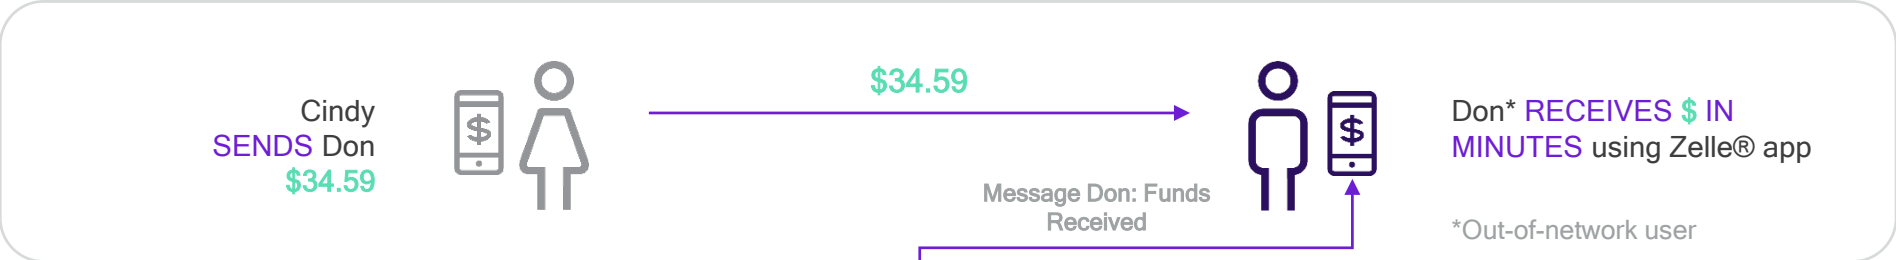 Cindy
SENDS Don
$34.59
$
$34.59
Message Don: Funds
Received
$
Don* RECEIVES $ IN
MINUTES using Zelle® app
*Out-of-network user